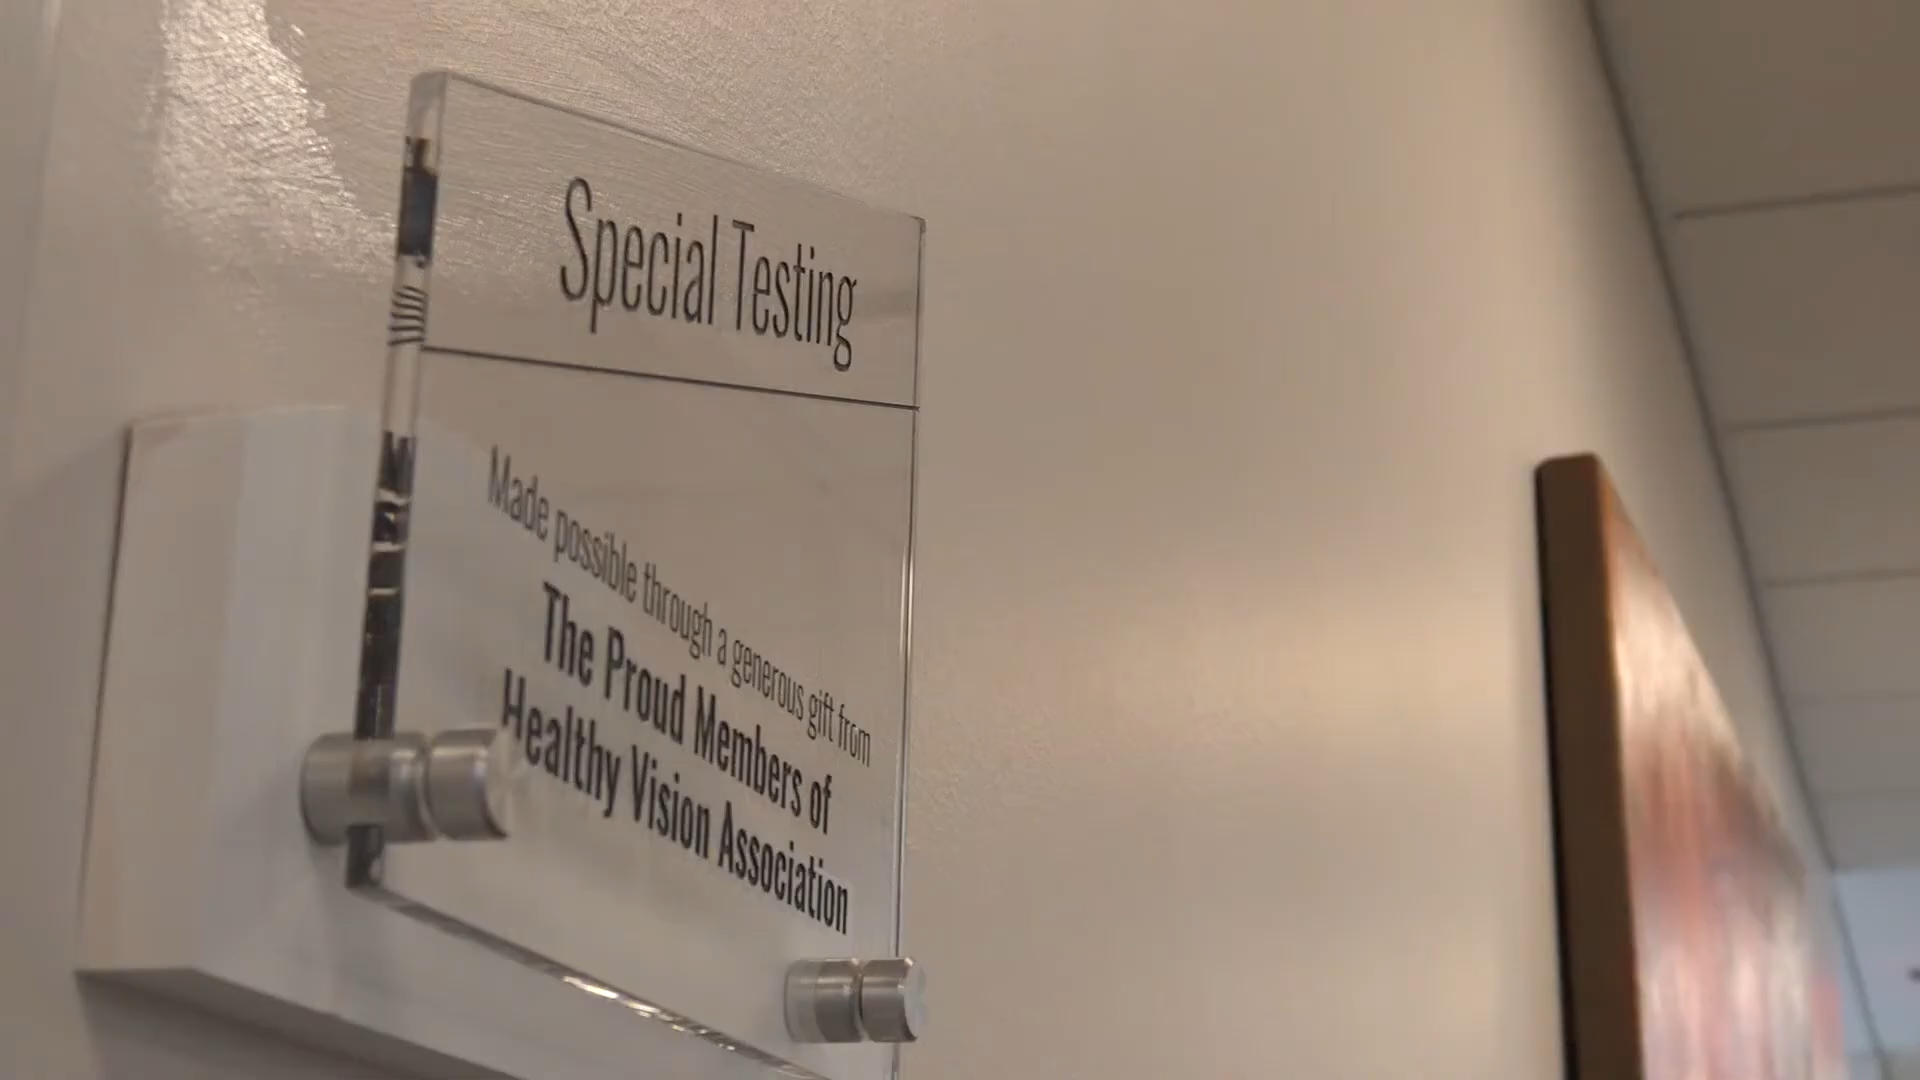 Special Testing
Made possible through a generous gift from
The Proud Members of
Healthy Vision Association